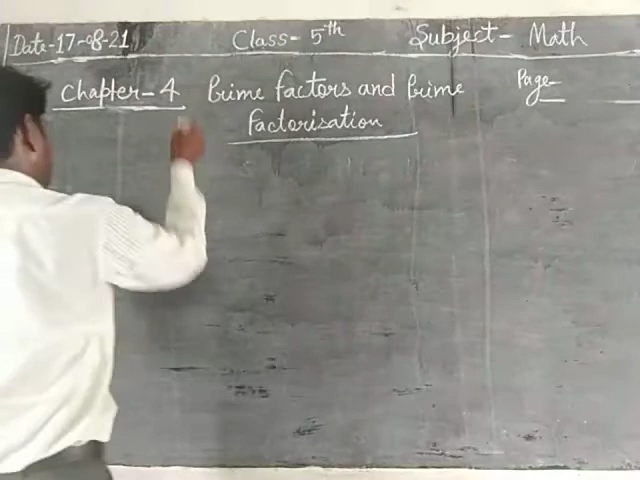 Date-17-08-21 Class- 5th Subject- Math
Chapter-4 Prime factors and Prime Page-
factorisation